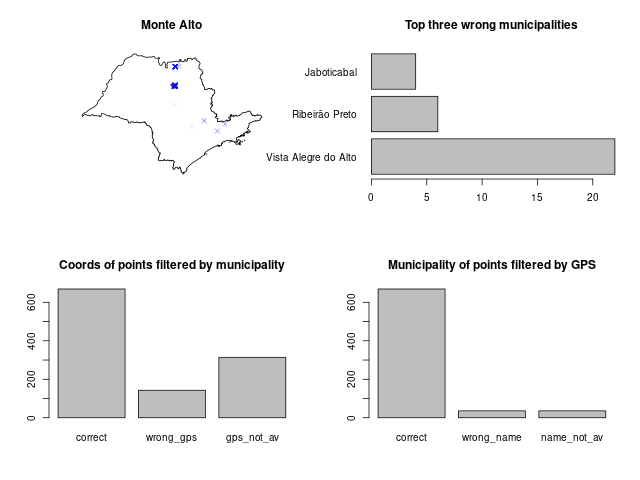 Monte Alto
Top three wrong municipalities
Jaboticabal
Ribeirão Preto
Vista Alegre do Alto
0 5 10 15 20
Coords of points filtered by municipality
0 200 400 600
correct wrong_gps gps_not_av
Municipality of points filtered by GPS
0 200 400 600
correct wrong_name name_not_av